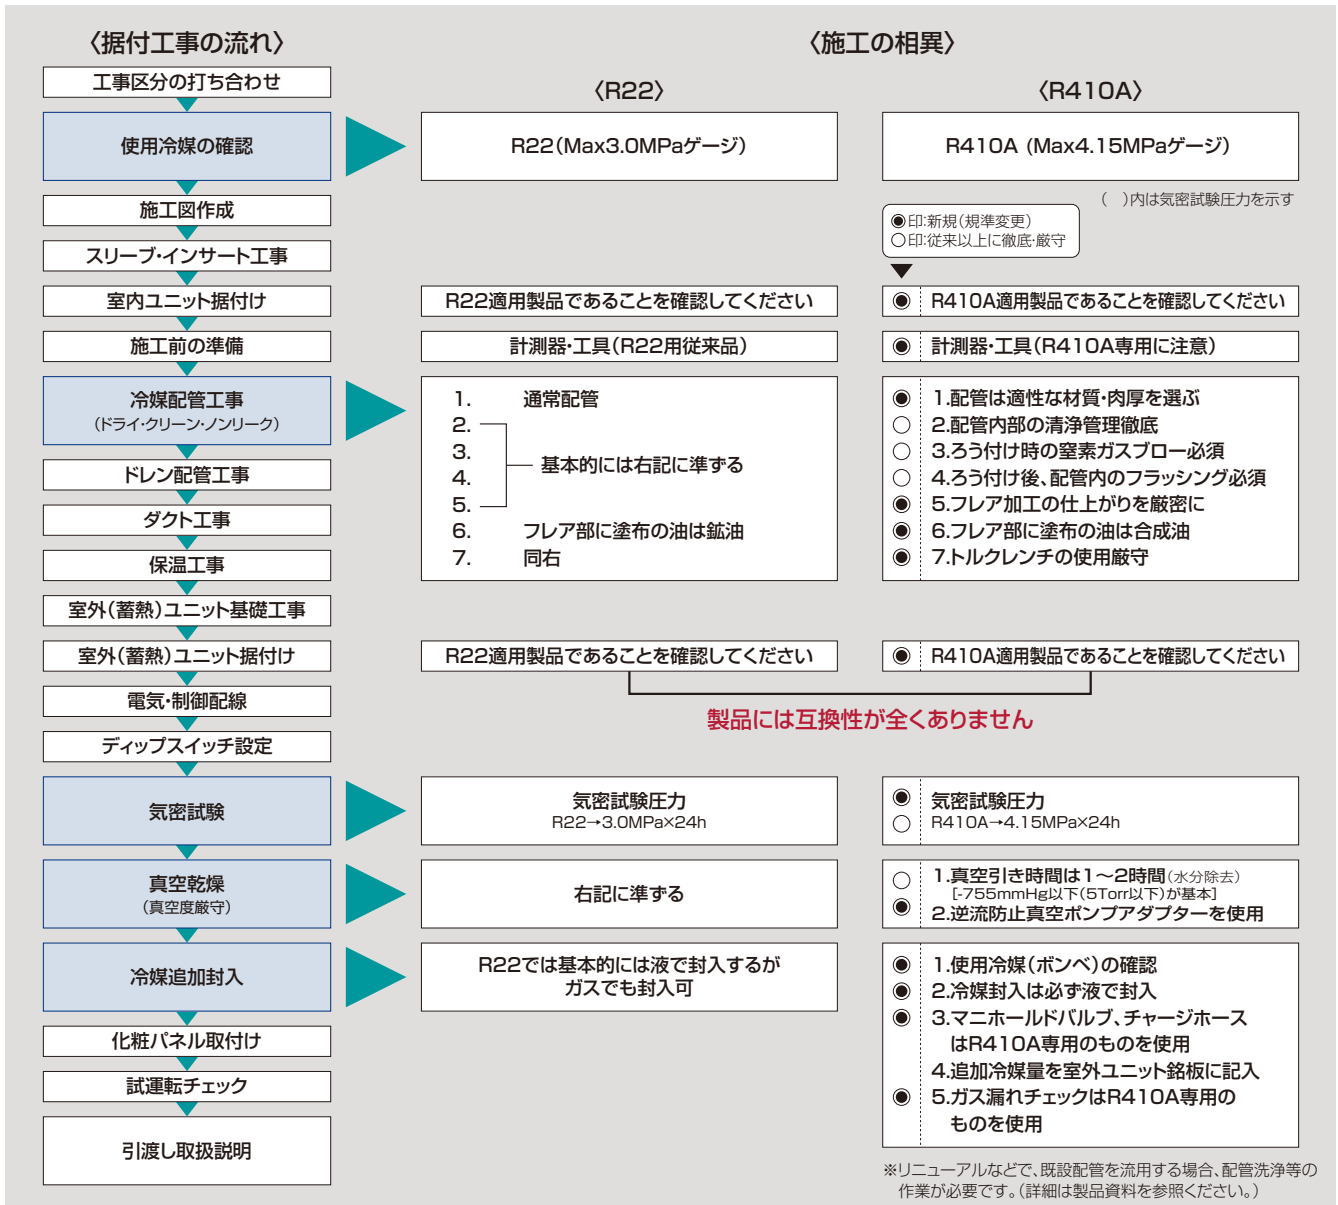 〈据付工事の流れ〉
〈施工の相異〉
工事区分の打ち合わせ
〈R22〉
〈R410A〉
使用冷媒の確認
R22(Max3.0MPaゲージ)
R410A (Max4.15MPaゲージ)
( )内は気密試験圧力を示す
施工図作成
◉印:新規(規準変更)
○印:従来以上に徹底・厳守
スリーブ・インサート工事
室内ユニット据付け
R22適用製品であることを確認してください
◉ R410A適用製品であることを確認してください
施工前の準備
計測器・工具(R22用従来品)
◉ 計測器・工具(R410A専用に注意)
冷媒配管工事
(ドライ・クリーン・ノンリーク)
1. 通常配管
2.
3.
4.
5.
基本的には右記に準ずる
6. フレア部に塗布の油は鉱油
7. 同右
◉ 1.配管は適性な材質・肉厚を選ぶ
○ 2.配管内部の清浄管理徹底
○ 3.ろう付け時の窒素ガスブロー必須
○ 4.ろう付け後、配管内のフラッシング必須
◉ 5.フレア加工の仕上がりを厳密に
◉ 6.フレア部に塗布の油は合成油
◉ 7.トルクレンチの使用厳守
ドレン配管工事
ダクト工事
保温工事
室外(蓄熱)ユニット基礎工事
室外(蓄熱)ユニット据付け
R22適用製品であることを確認してください
◉ R410A適用製品であることを確認してください
製品には互換性が全くありません
電気・制御配線
ディップスイッチ設定
気密試験
気密試験圧力
R22→3.0MPa×24h
◉ 気密試験圧力
○ R410A→4.15MPa×24h
真空乾燥
(真空度厳守)
右記に準ずる
○ 1.真空引き時間は1〜2時間(水分除去)
[-755mmHg以下(5Torr以下)が基本]
◉ 2.逆流防止真空ポンプアダプターを使用
冷媒追加封入
R22では基本的には液で封入するが
ガスでも封入可
◉ 1.使用冷媒(ボンベ)の確認
◉ 2.冷媒封入は必ず液で封入
◉ 3.マニホールドバルブ、チャージホース
はR410A専用のものを使用
4.追加冷媒量を室外ユニット銘板に記入
◉ 5.ガス漏れチェックはR410A専用の
ものを使用
化粧パネル取付け
試運転チェック
引渡し取扱説明
※リニューアルなどで、既設配管を流用する場合、配管洗浄等の
作業が必要です。(詳細は製品資料を参照ください。)